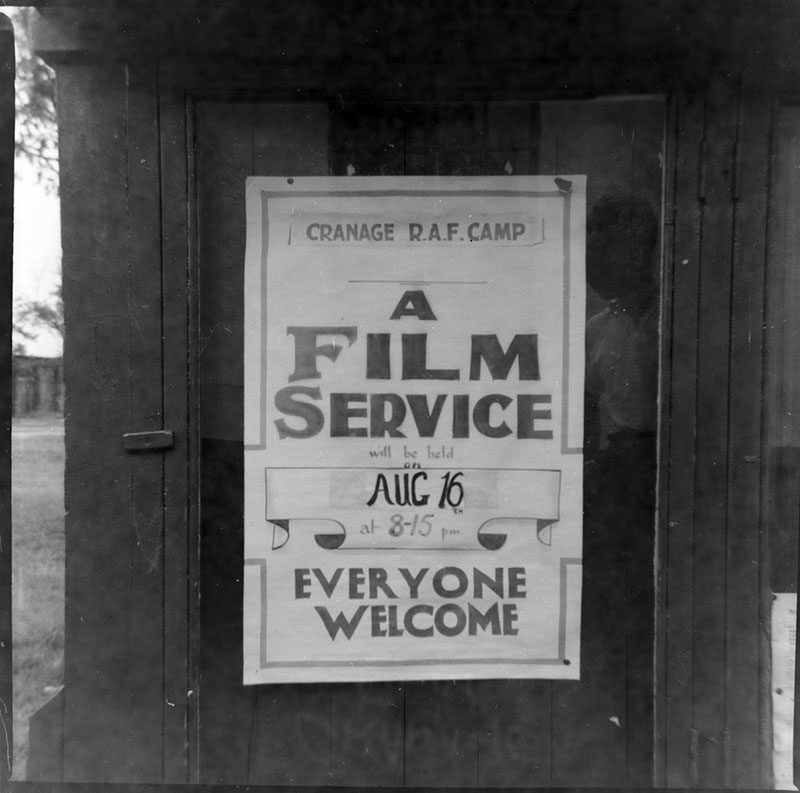 CRANAGE R.A.F. CAMP
A
FILM
SERVICE
will be held
on
AUG 16TH
at 8-15 pm
EVERYONE
WELCOME